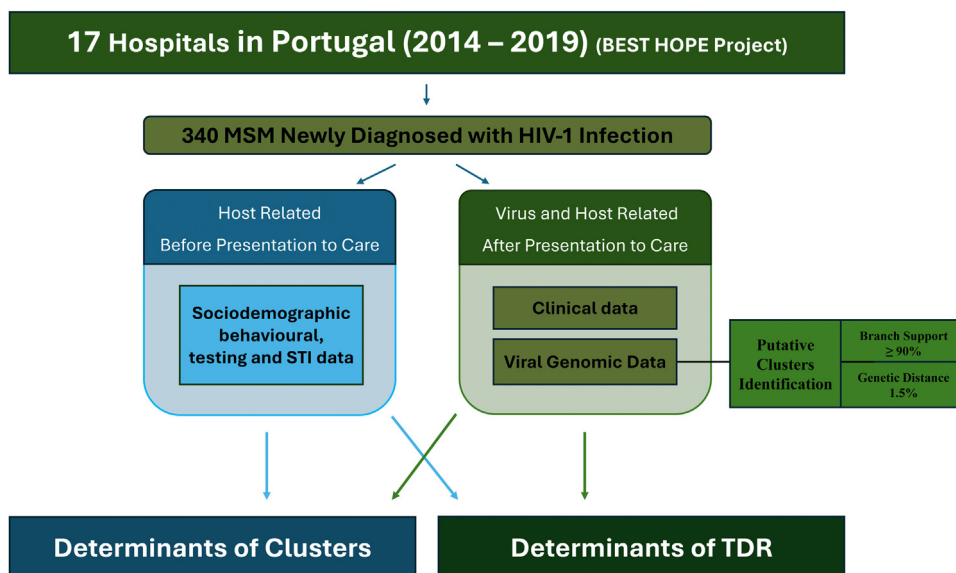 17 Hospitals in Portugal (2014 – 2019) (BEST HOPE Project)
340 MSM Newly Diagnosed with HIV-1 Infection
Host Related
Before Presentation to Care
Sociodemographic
behavioural,
testing and STI data
Virus and Host Related
After Presentation to Care
Clinical data
Viral Genomic Data
Putative
Clusters
Identification
Branch Support
≥ 90%
Genetic Distance
1.5%
Determinants of Clusters
Determinants of TDR